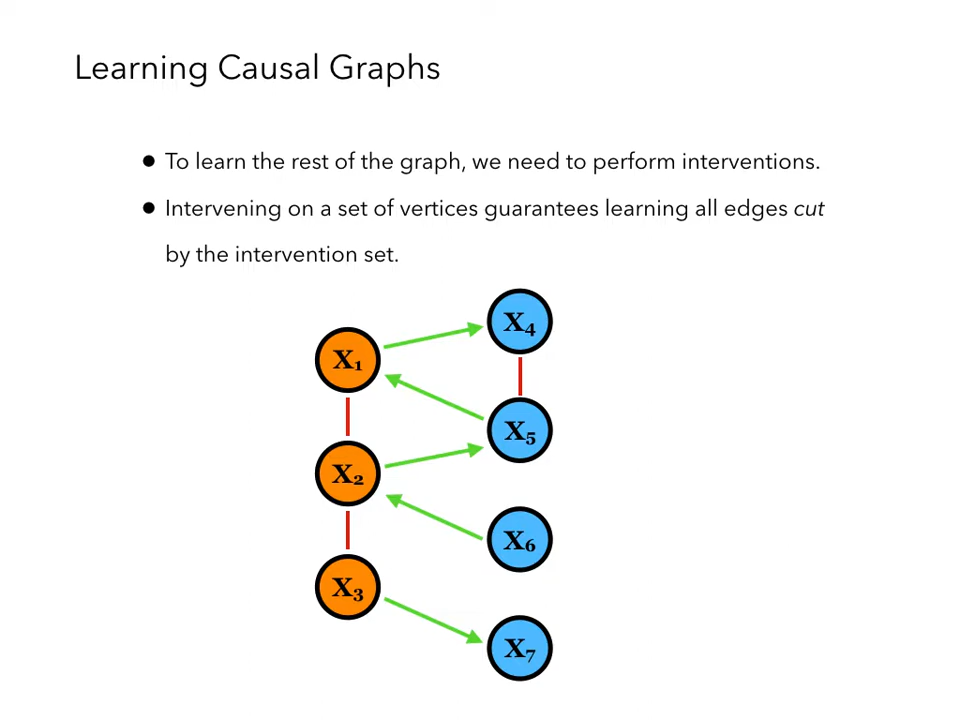 Learning Causal Graphs
● To learn the rest of the graph, we need to perform interventions.
● Intervening on a set of vertices guarantees learning all edges cut
by the intervention set.
X₄
X₁
X₅
X₂
X₆
X₃
X₇